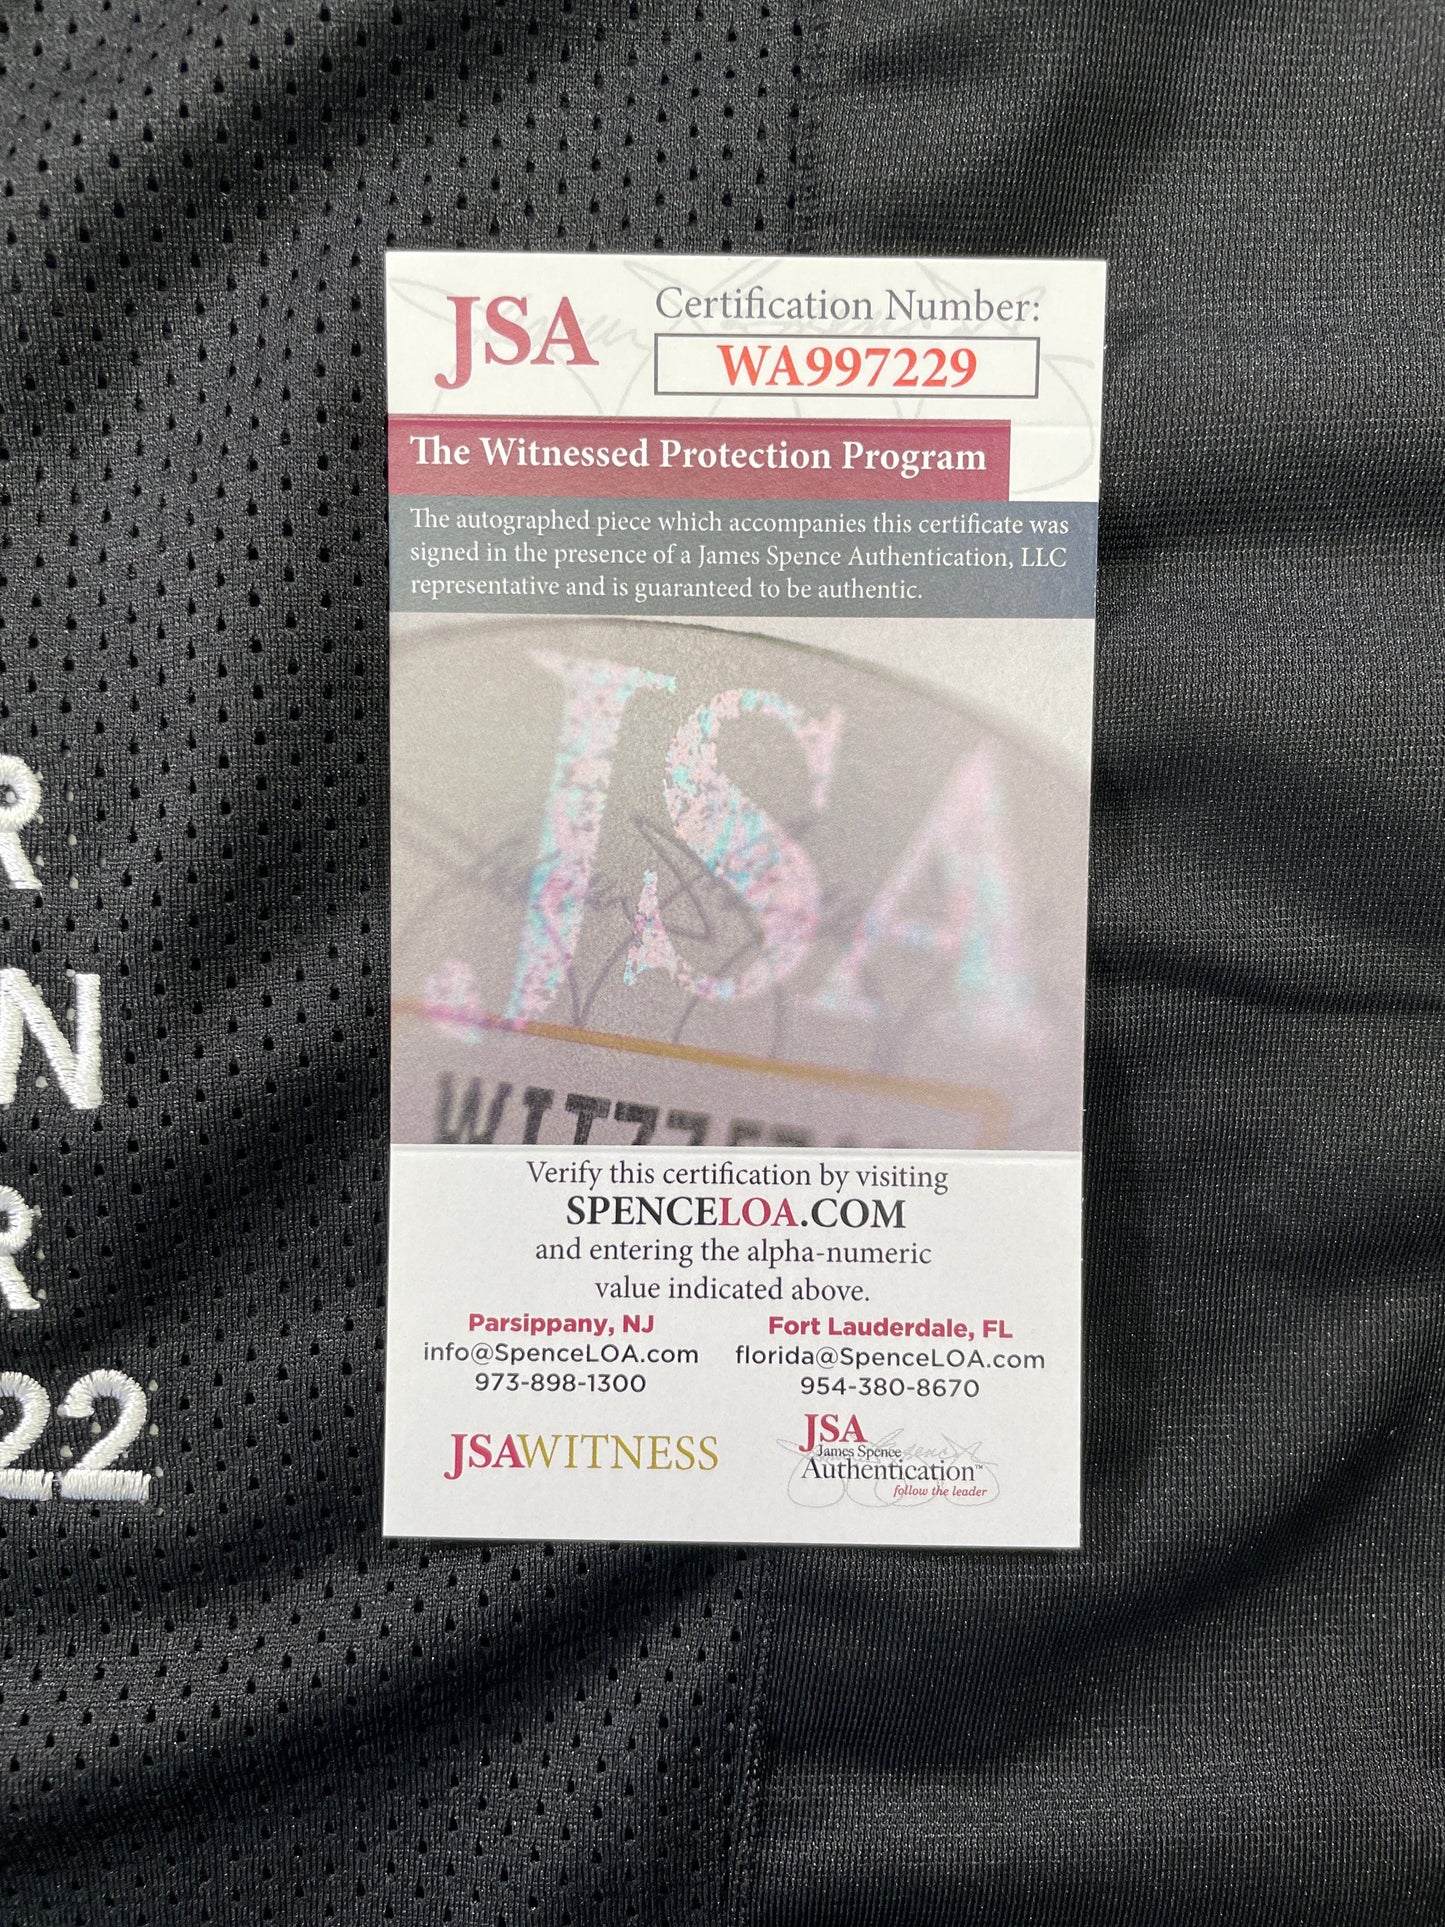 JSA
Certification Number:
WA997229
The Witnessed Protection Program
The autographed piece which accompanies this certificate was
signed in the presence of a James Spence Authentication, LLC
representative and is guaranteed to be authentic.
JSA
R
N
R
22
Verify this certification by visiting
SPENCELOA.COM
and entering the alpha-numeric
value indicated above.
Parsippany, NJ
info@SpenceLOA.com
973-898-1300
Fort Lauderdale, FL
florida@SpenceLOA.com
954-380-8670
JSAWITNESS
JSA
James Spence
Authentication™
follow the leader